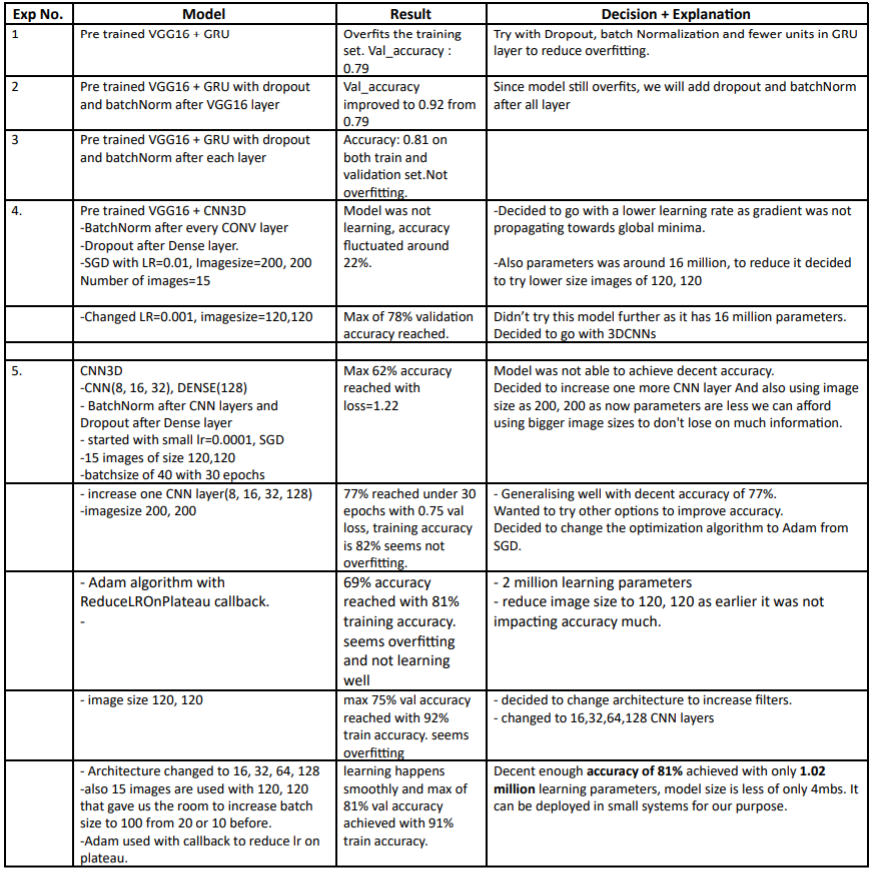 Exp No. Model Result Decision + Explanation
1 Pre trained VGG16 + GRU Overfits the training Try with Dropout, batch Normalization and fewer units in GRU
set. Val_accuracy : layer to reduce overfitting.
0.79
2 Pre trained VGG16 + GRU with dropout Val_accuracy Since model still overfits, we will add dropout and batchNorm
and batchNorm after VGG16 layer improved to 0.92 from after all layer
0.79
3 Pre trained VGG16 + GRU with dropout Accuracy: 0.81 on
and batchNorm after each layer both train and
validation set.Not
overfitting.
4. Pre trained VGG16 + CNN3D Model was not -Decided to go with a lower learning rate as gradient was not
-BatchNorm after every CONV layer learning, accuracy propagating towards global minima.
-Dropout after Dense layer. fluctuated around
-SGD with LR=0.01, Imagesize=200, 200 22%. -Also parameters was around 16 million, to reduce it decided
Number of images=15 to try lower size images of 120, 120
-Changed LR=0.001, imagesize=120,120 Max of 78% validation Didn't try this model further as it has 16 million parameters.
accuracy reached. Decided to go with 3DCNNs
5. CNN3D Max 62% accuracy Model was not able to achieve decent accuracy.
-CNN(8, 16, 32), DENSE(128) reached with Decided to increase one more CNN layer And also using image
- BatchNorm after CNN layers and loss=1.22 size as 200, 200 as now parameters are less we can afford
Dropout after Dense layer using bigger image sizes to don't lose on much information.
- started with small lr=0.0001, SGD
-15 images of size 120,120
-batchsize of 40 with 30 epochs
- increase one CNN layer(8, 16, 32, 128) 77% reached under 30 - Generalising well with decent accuracy of 77%.
-imagesize 200, 200 epochs with 0.75 val Wanted to try other options to improve accuracy.
loss, training accuracy Decided to change the optimization algorithm to Adam from
is 82% seems not SGD.
overfitting.
- Adam algorithm with 69% accuracy - 2 million learning parameters
ReduceLROnPlateau callback. reached with 81% - reduce image size to 120, 120 as earlier it was not
- training accuracy. impacting accuracy much.
seems overfitting
and not learning
well
- image size 120, 120 max 75% val accuracy - decided to change architecture to increase filters.
reached with 92% - changed to 16,32,64,128 CNN layers
train accuracy. seems
overfitting
- Architecture changed to 16, 32, 64, 128 learning happens Decent enough accuracy of 81% achieved with only 1.02
-also 15 images are used with 120, 120 smoothly and max of million learning parameters, model size is less of only 4mbs. It
that gave us the room to increase batch 81% val accuracy can be deployed in small systems for our purpose.
size to 100 from 20 or 10 before. achieved with 91%
-Adam used with callback to reduce lr on train accuracy.
plateau.